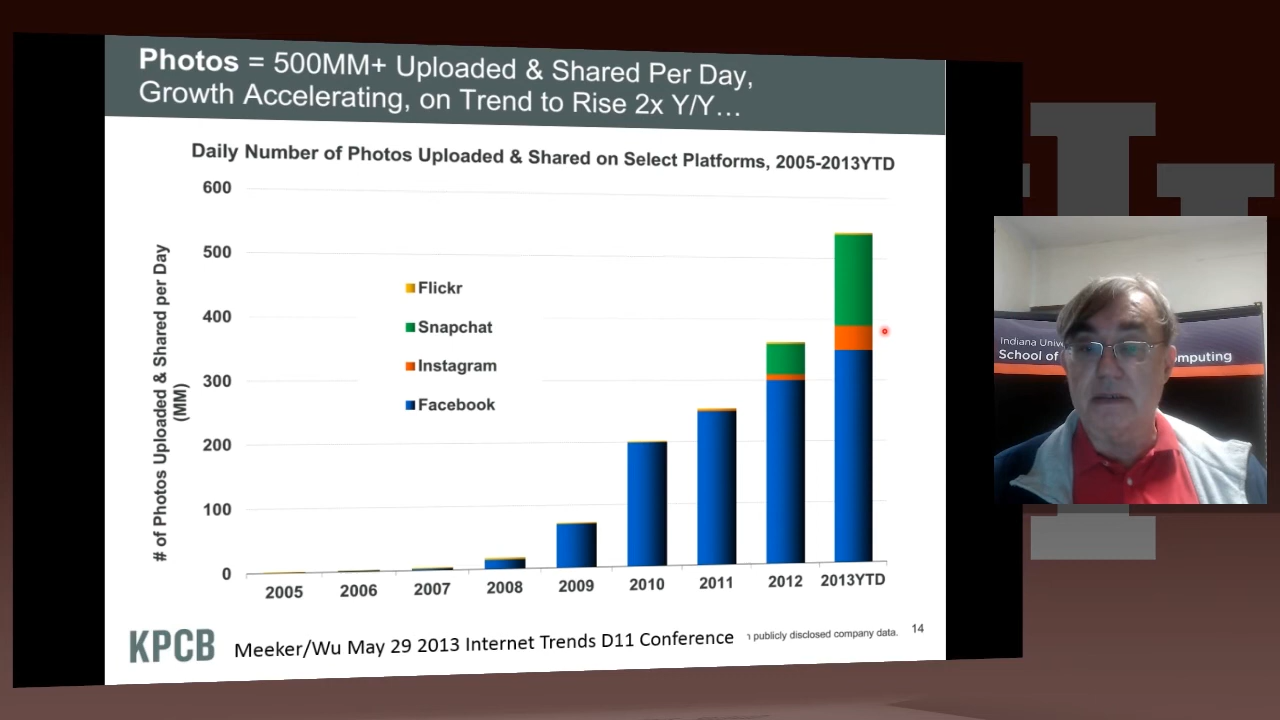 Photos = 500MM+ Uploaded & Shared Per Day,
Growth Accelerating, on Trend to Rise 2x Y/Y…
Daily Number of Photos Uploaded & Shared on Select Platforms, 2005-2013YTD
# of Photos Uploaded & Shared per Day
(MM)
600
500
400
300
200
100
0
Flickr
Snapchat
Instagram
Facebook
2005 2006 2007 2008 2009 2010 2011 2012 2013YTD
KPCB
Meeker/Wu May 29 2013 Internet Trends D11 Conference
publicly disclosed company data.
14
Indiana
School of